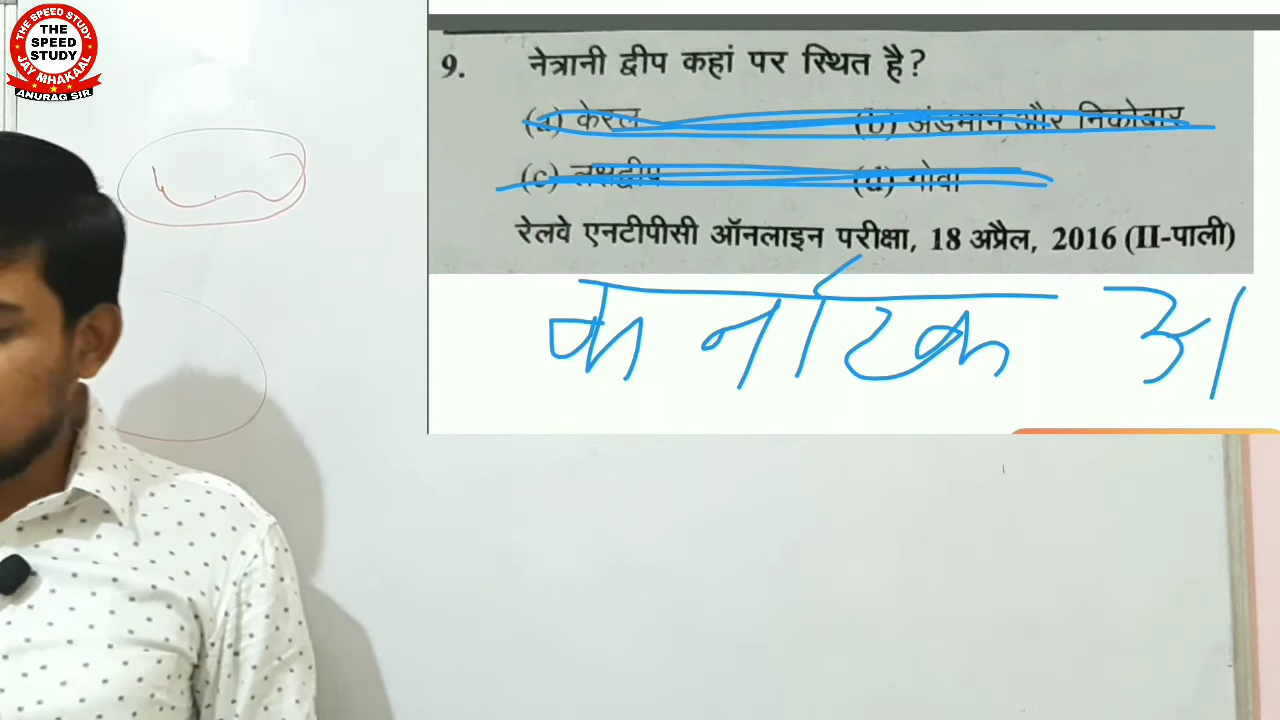 THE SPEED STUDY
THE
SPEED
STUDY
JAY MHAKAAL
ANURAG SIR
9. नेत्रानी द्वीप कहां पर स्थित है?
(a) केरल (b) अंडमान और निकोबार
(c) लक्षद्वीप (d) गोवा
रेलवे एनटीपीसी ऑनलाइन परीक्षा, 18 अप्रैल, 2016 (II-पाली)
कर्नाटक अ